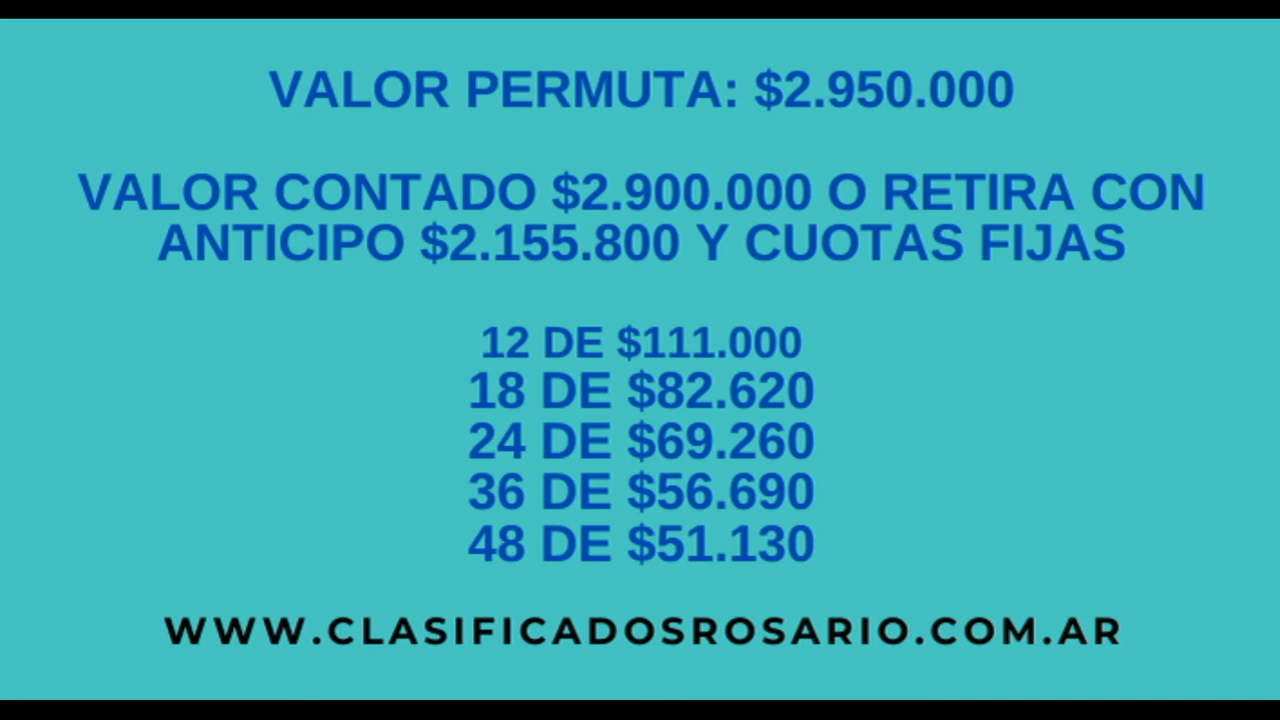 VALOR PERMUTA: $2.950.000
VALOR CONTADO $2.900.000 O RETIRA CON
ANTICIPO $2.155.800 Y CUOTAS FIJAS
12 DE $111.000
18 DE $82.620
24 DE $69.260
36 DE $56.690
48 DE $51.130
WWW.CLASIFICADOSROSARIO.COM.AR